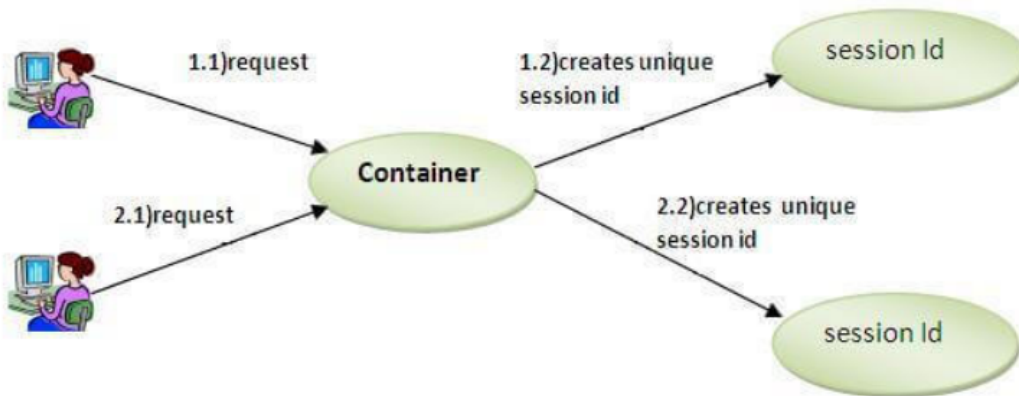 1.1)request
1.2)creates unique
session id
session Id
Container
2.1)request
2.2)creates unique
session id
session Id